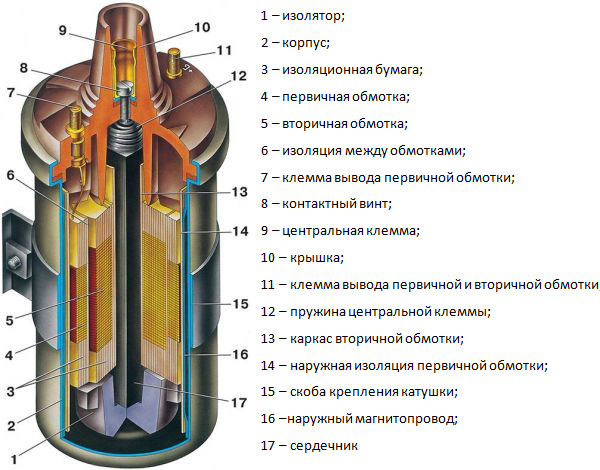 9
10
8
11
7
12
6
13
14
5
15
4
16
3
2
17
1
1 – изолятор;
2 – корпус;
3 – изоляционная бумага;
4 – первичная обмотка;
5 – вторичная обмотка;
6 – изоляция между обмотками;
7 – клемма вывода первичной обмотки;
8 – контактный винт;
9 – центральная клемма;
10 – крышка;
11 – клемма вывода первичной и вторичной обмотки,
12 – пружина центральной клеммы;
13 – каркас вторичной обмотки;
14 – наружная изоляция первичной обмотки;
15 – скоба крепления катушки;
16 –наружный магнитопровод;
17 – сердечник